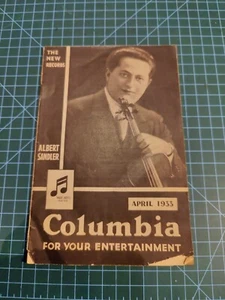 THE
NEW
RECORDS
ALBERT
SANDLER
APRIL 1933
Columbia
FOR YOUR ENTERTAINMENT